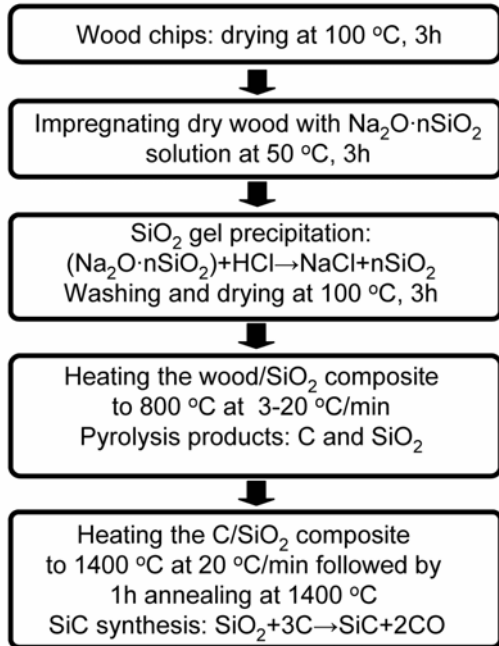 Wood chips: drying at 100 °C, 3h
Impregnating dry wood with Na₂O·nSiO₂
solution at 50 °C, 3h
SiO₂ gel precipitation:
(Na₂O·nSiO₂)+HCl→NaCl+nSiO₂
Washing and drying at 100 °C, 3h
Heating the wood/SiO₂ composite
to 800 °C at 3-20 °C/min
Pyrolysis products: C and SiO₂
Heating the C/SiO₂ composite
to 1400 °C at 20 °C/min followed by
1h annealing at 1400 °C
SiC synthesis: SiO₂+3C→SiC+2CO